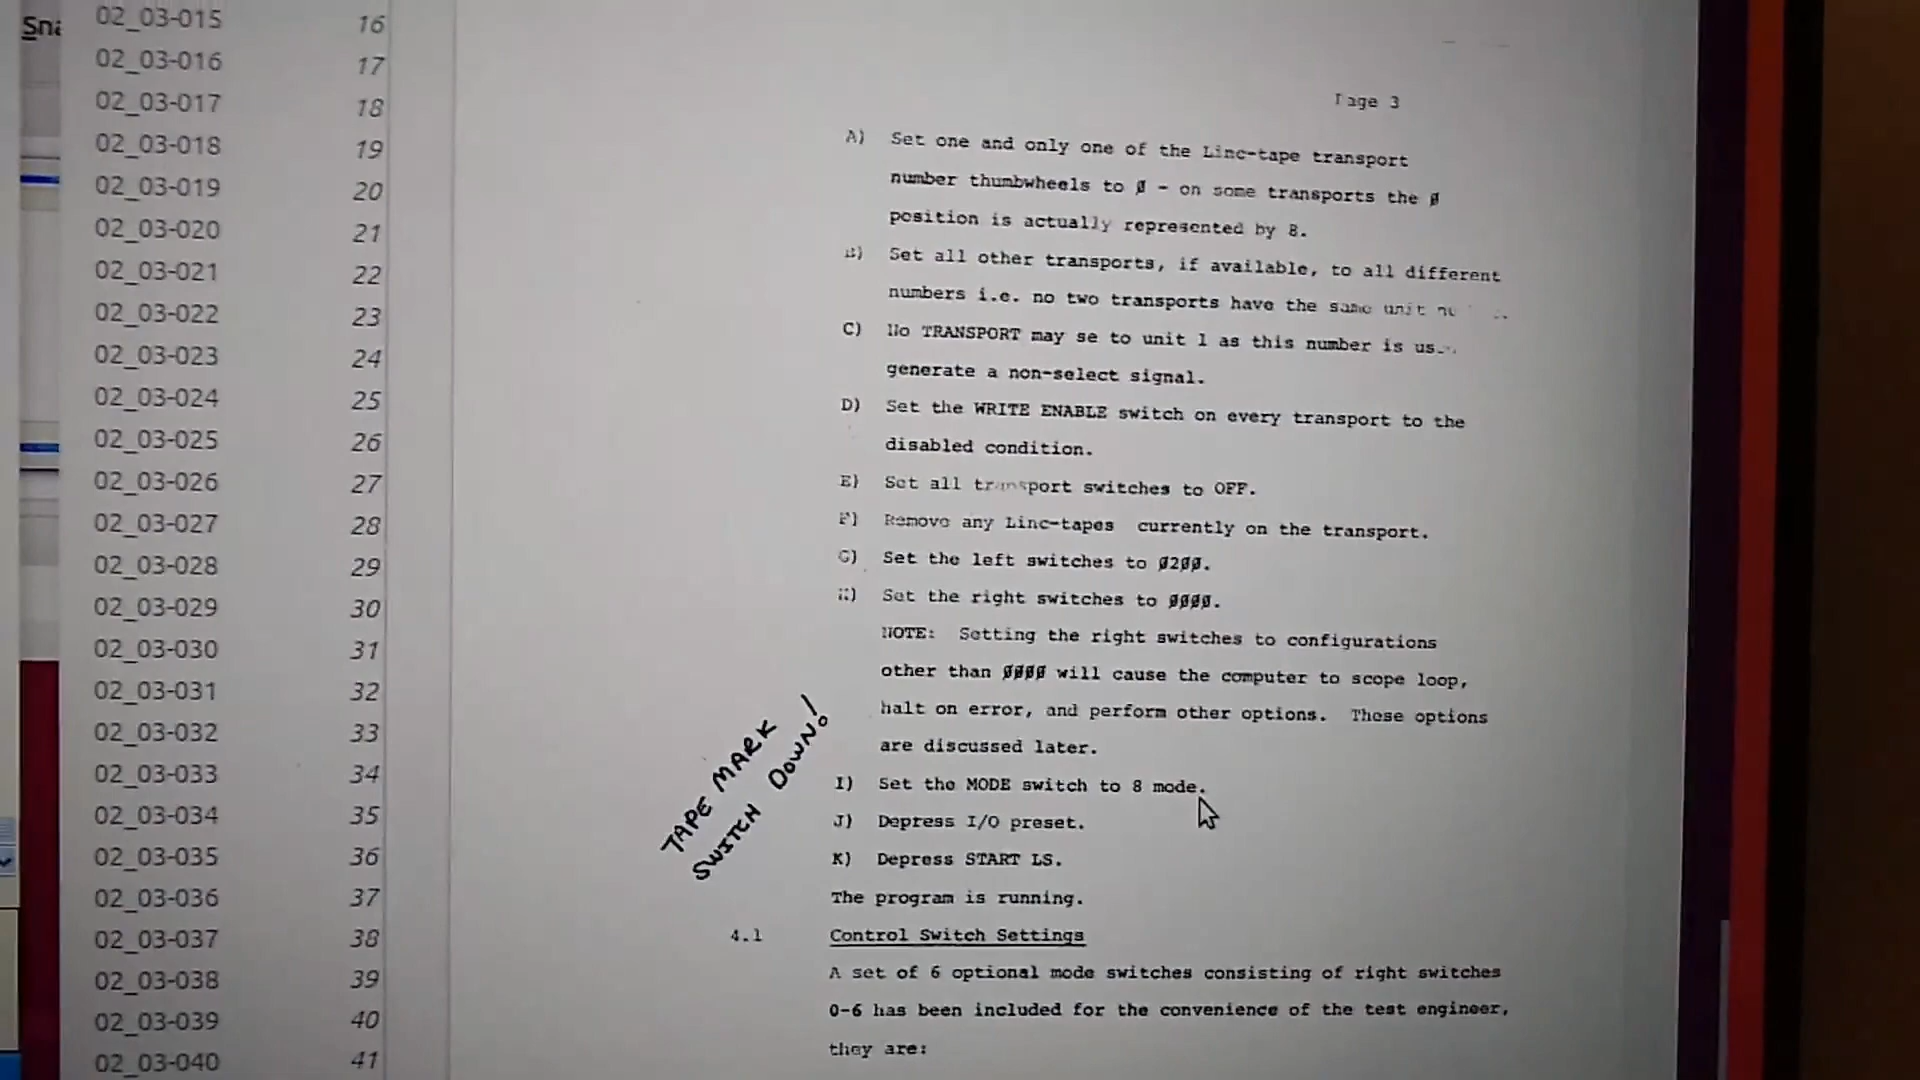 02_03-015 16
02_03-016 17
02_03-017 18
02_03-018 19
02_03-019 20
02_03-020 21
02_03-021 22
02_03-022 23
02_03-023 24
02_03-024 25
02_03-025 26
02_03-026 27
02_03-027 28
02_03-028 29
02_03-029 30
02_03-030 31
02_03-031 32
02_03-032 33
02_03-033 34
02_03-034 35
02_03-035 36
02_03-036 37
02_03-037 38
02_03-038 39
02_03-039 40
02_03-040 41
Page 3
A) Set one and only one of the Linc-tape transport
number thumbwheels to Ø - on some transports the Ø
position is actually represented by 8.
B) Set all other transports, if available, to all different
numbers i.e. no two transports have the same unit
C) No TRANSPORT may se to unit 1 as this number is
generate a non-select signal.
D) Set the WRITE ENABLE switch on every transport to the
disabled condition.
E) Set all transport switches to OFF.
F) Remove any Linc-tapes currently on the transport.
G) Set the left switches to Ø2ØØ.
H) Set the right switches to ØØØØ.
NOTE: Setting the right switches to configurations
other than ØØØØ will cause the computer to scope loop,
halt on error, and perform other options. These options
are discussed later.
TAPE MARK
SWITCH DOWN!
I) Set the MODE switch to 8 mode.
J) Depress I/O preset.
K) Depress START LS.
The program is running.
4.1 Control Switch Settings
A set of 6 optional mode switches consisting of right switches
0-6 has been included for the convenience of the test engineer,
they are: